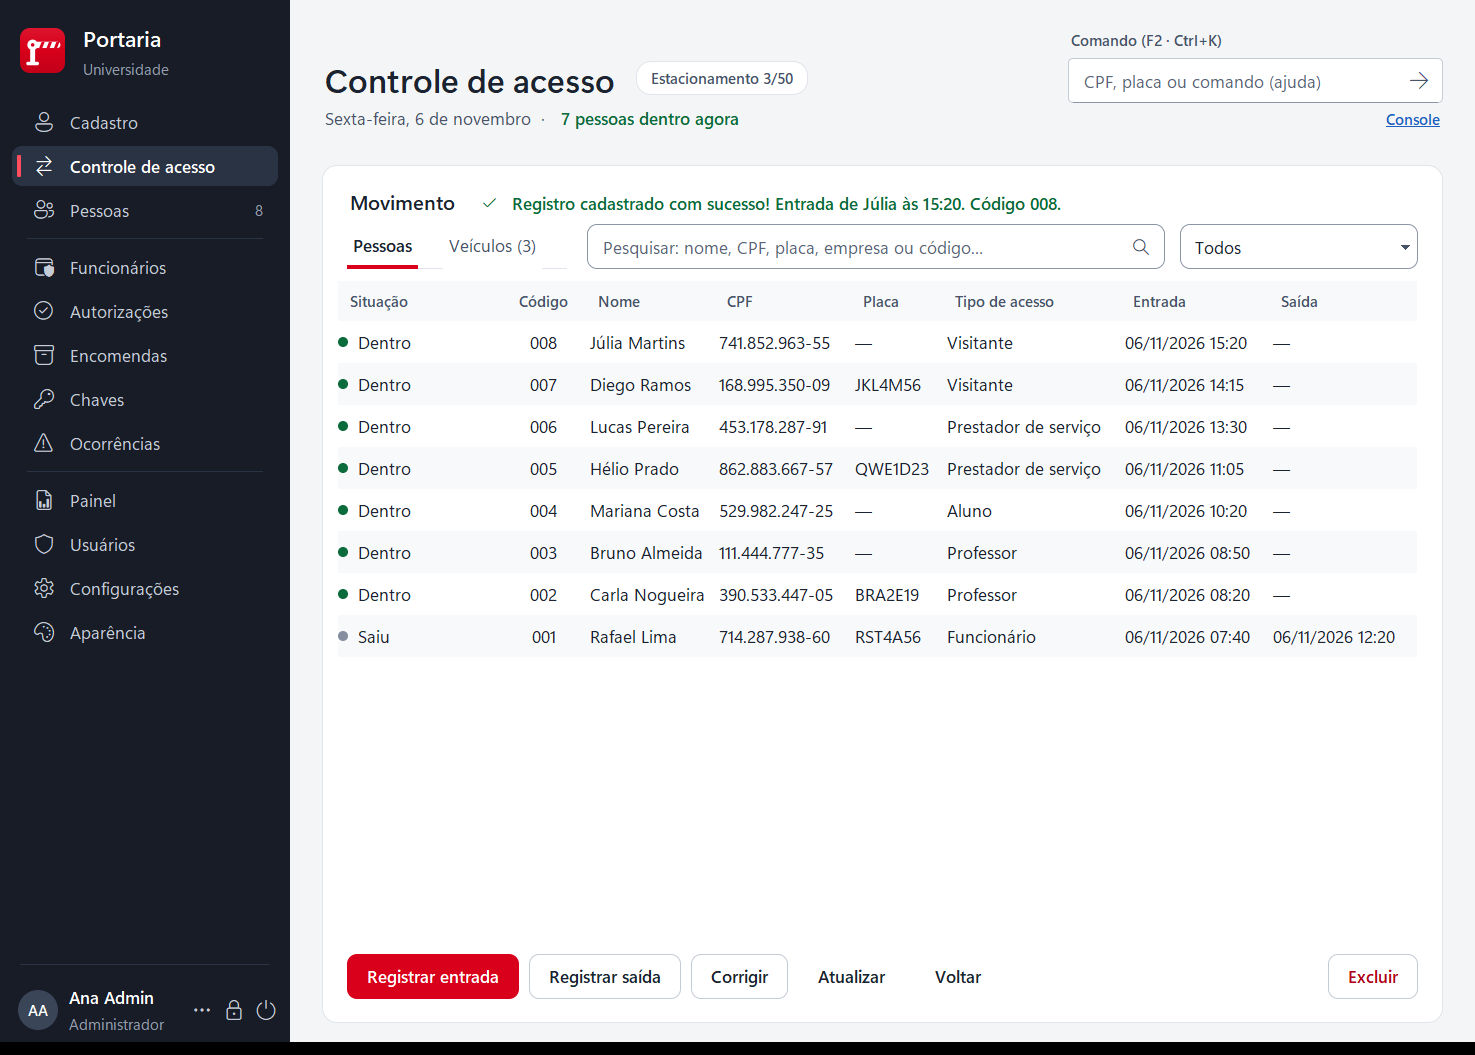 Portaria
Universidade
Cadastro
Controle de acesso
Pessoas 8
Funcionários
Autorizações
Encomendas
Chaves
Ocorrências
Painel
Usuários
Configurações
Aparência
AA
Ana Admin
Administrador
Controle de acesso
Estacionamento 3/50
Sexta-feira, 6 de novembro · 7 pessoas dentro agora
Comando (F2 · Ctrl+K)
CPF, placa ou comando (ajuda)
Console
Movimento
Registro cadastrado com sucesso! Entrada de Júlia às 15:20. Código 008.
Pessoas Veículos (3)
Pesquisar: nome, CPF, placa, empresa ou código...
Todos
Situação Código Nome CPF Placa Tipo de acesso Entrada Saída
Dentro 008 Júlia Martins 741.852.963-55 — Visitante 06/11/2026 15:20 —
Dentro 007 Diego Ramos 168.995.350-09 JKL4M56 Visitante 06/11/2026 14:15 —
Dentro 006 Lucas Pereira 453.178.287-91 — Prestador de serviço 06/11/2026 13:30 —
Dentro 005 Hélio Prado 862.883.667-57 QWE1D23 Prestador de serviço 06/11/2026 11:05 —
Dentro 004 Mariana Costa 529.982.247-25 — Aluno 06/11/2026 10:20 —
Dentro 003 Bruno Almeida 111.444.777-35 — Professor 06/11/2026 08:50 —
Dentro 002 Carla Nogueira 390.533.447-05 BRA2E19 Professor 06/11/2026 08:20 —
Saiu 001 Rafael Lima 714.287.938-60 RST4A56 Funcionário 06/11/2026 07:40 06/11/2026 12:20
Registrar entrada Registrar saída Corrigir Atualizar Voltar Excluir